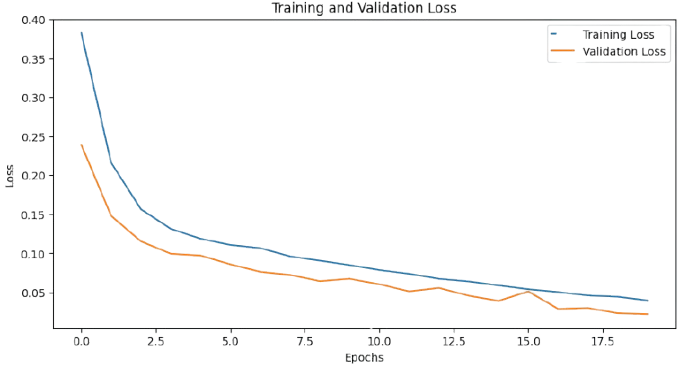 Training and Validation Loss
0.40
0.35
0.30
0.25
0.20
0.15
0.10
0.05
Loss
Training Loss
Validation Loss
0.0 2.5 5.0 7.5 10.0 12.5 15.0 17.5
Epochs